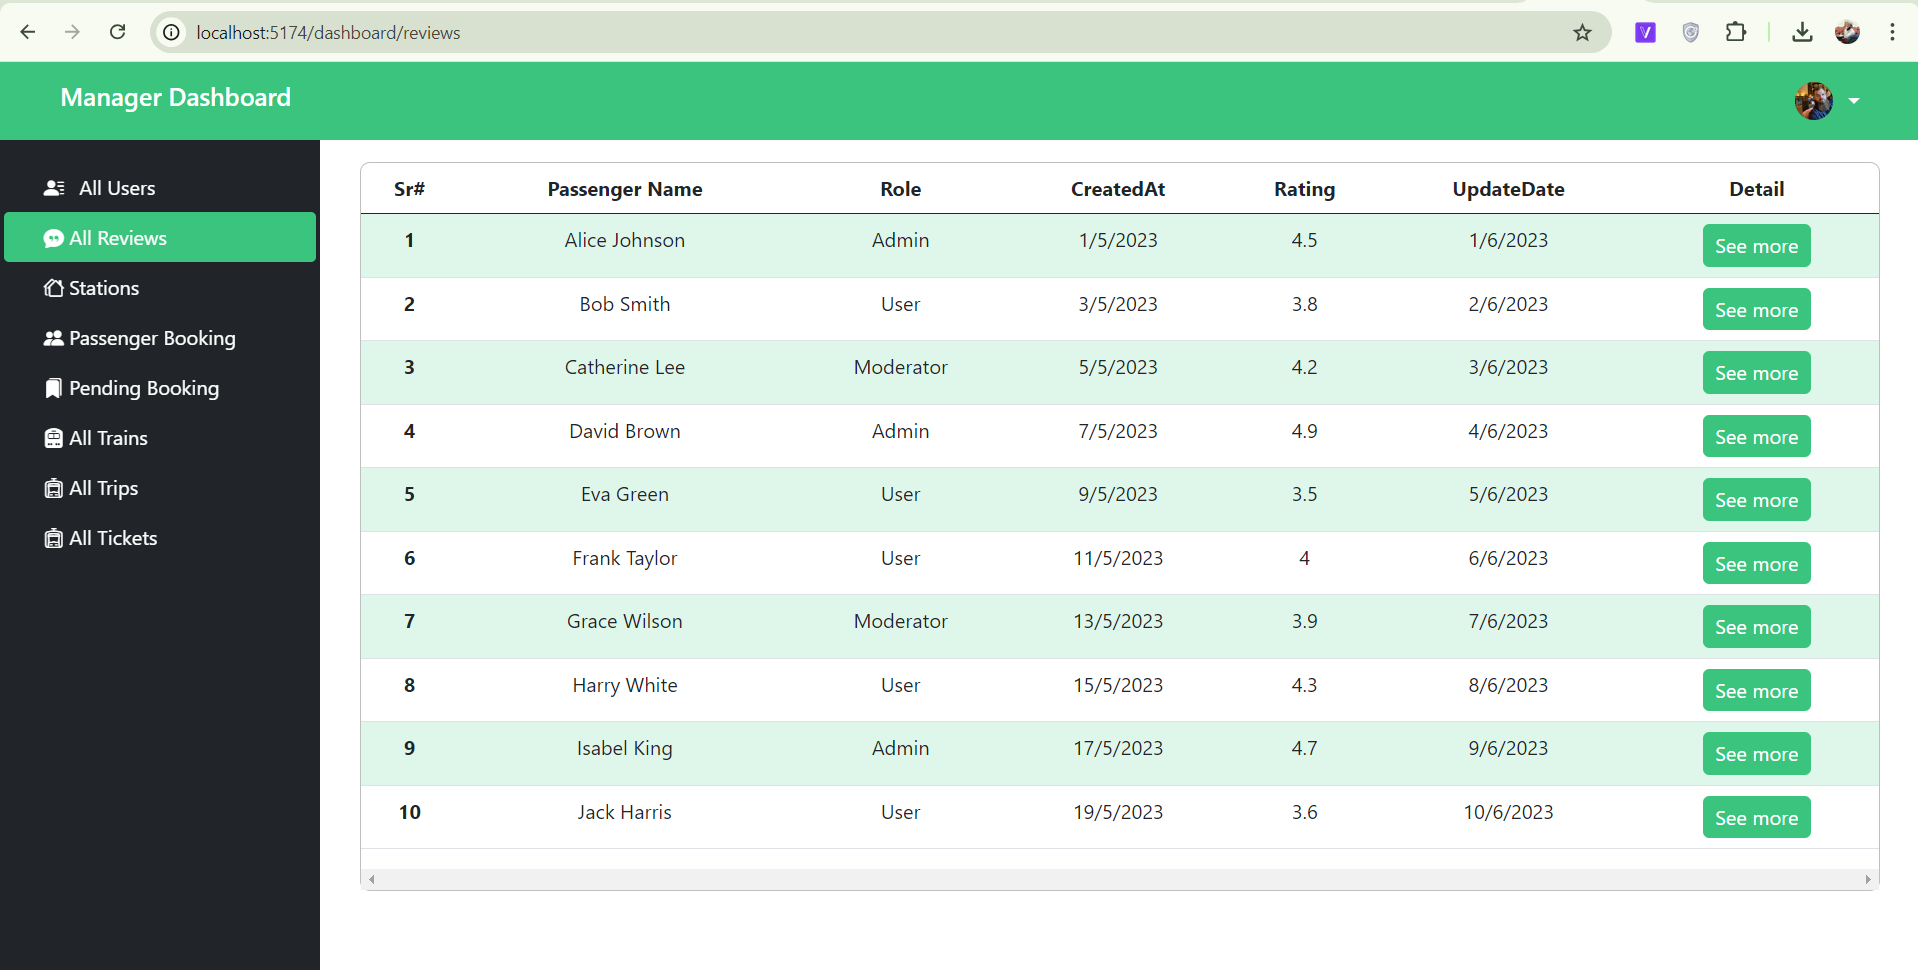 localhost:5174/dashboard/reviews
V
Manager Dashboard
All Users
All Reviews
Stations
Passenger Booking
Pending Booking
All Trains
All Trips
All Tickets
Sr# Passenger Name Role CreatedAt Rating UpdateDate Detail
1 Alice Johnson Admin 1/5/2023 4.5 1/6/2023 See more
2 Bob Smith User 3/5/2023 3.8 2/6/2023 See more
3 Catherine Lee Moderator 5/5/2023 4.2 3/6/2023 See more
4 David Brown Admin 7/5/2023 4.9 4/6/2023 See more
5 Eva Green User 9/5/2023 3.5 5/6/2023 See more
6 Frank Taylor User 11/5/2023 4 6/6/2023 See more
7 Grace Wilson Moderator 13/5/2023 3.9 7/6/2023 See more
8 Harry White User 15/5/2023 4.3 8/6/2023 See more
9 Isabel King Admin 17/5/2023 4.7 9/6/2023 See more
10 Jack Harris User 19/5/2023 3.6 10/6/2023 See more